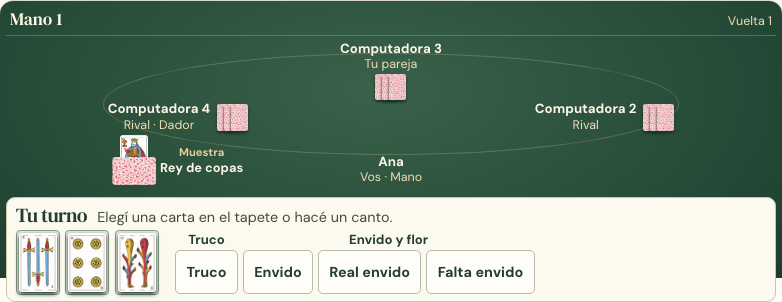 Mano 1
Vuelta 1
Computadora 3
Tu pareja
Computadora 4
Rival · Dador
Computadora 2
Rival
Muestra
Rey de copas
Ana
Vos · Mano
Tu turno Elegí una carta en el tapete o hacé un canto.
Truco
Envido y flor
Truco
Envido
Real envido
Falta envido